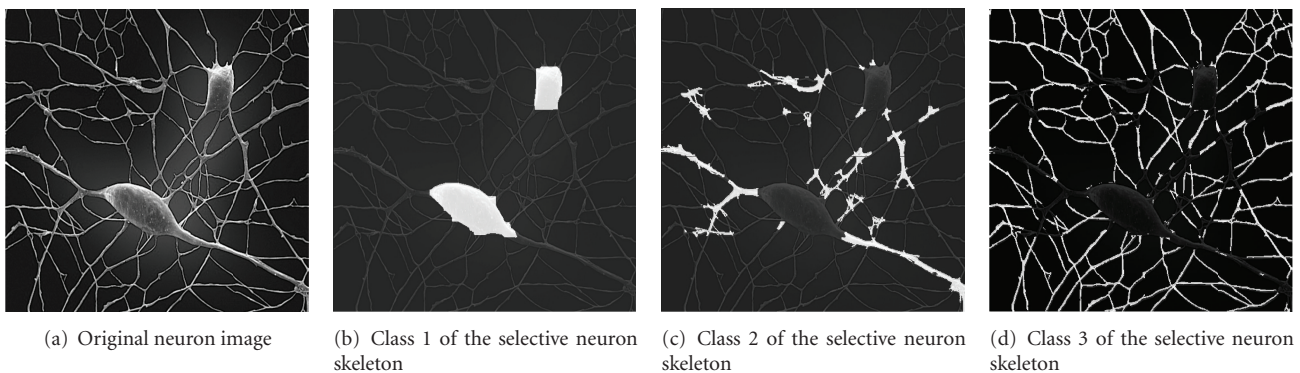 (a) Original neuron image
(b) Class 1 of the selective neuron
skeleton
(c) Class 2 of the selective neuron
skeleton
(d) Class 3 of the selective neuron
skeleton